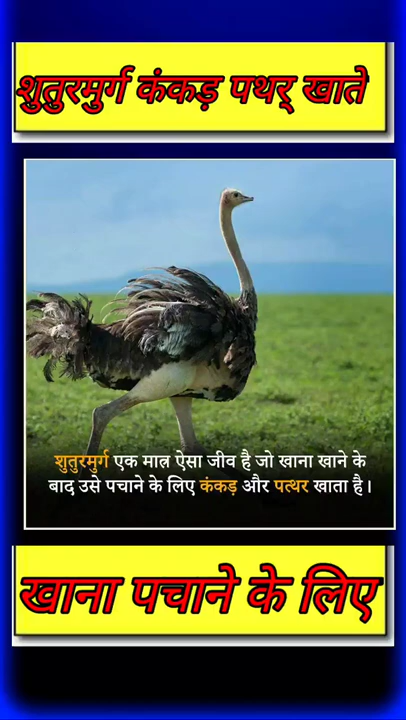 शुतुरमुर्ग कंकड़ पथर् खाते
शुतुरमुर्ग एक मात्र ऐसा जीव है जो खाना खाने के
बाद उसे पचाने के लिए कंकड़ और पत्थर खाता है।
खाना पचाने के लिए